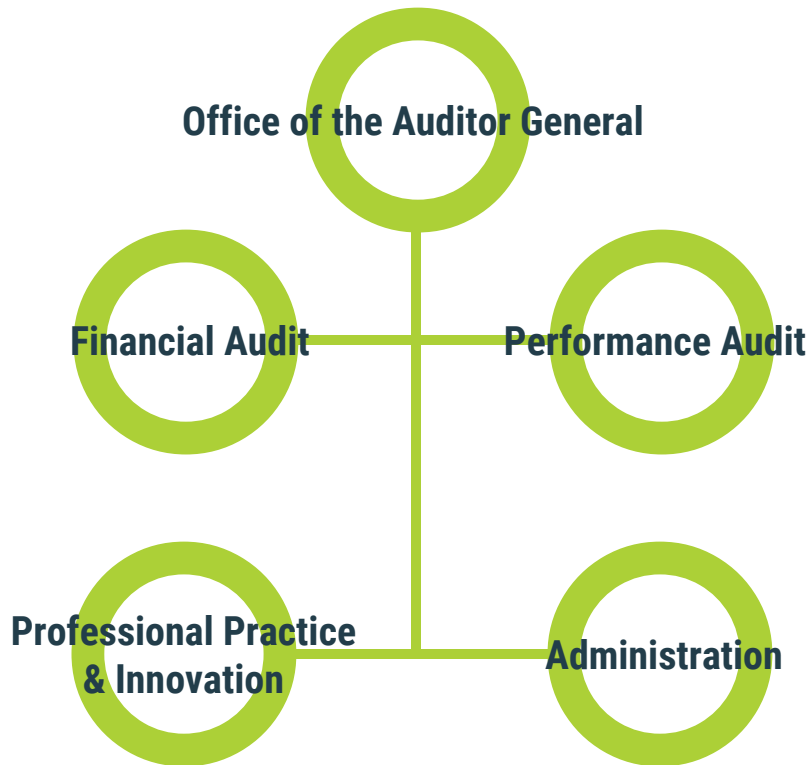 Office of the Auditor General
Financial Audit
Performance Audit
Professional Practice
& Innovation
Administration